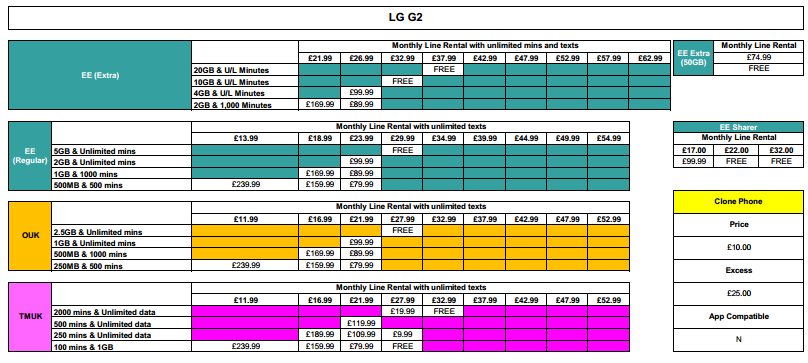 LG G2
EE (Extra)
Monthly Line Rental with unlimited mins and texts
£21.99 £26.99 £32.99 £37.99 £42.99 £47.99 £52.99 £57.99 £62.99
20GB & U/L Minutes FREE
10GB & U/L Minutes FREE
4GB & U/L Minutes £99.99
2GB & 1,000 Minutes £169.99 £89.99
EE Extra (50GB)
Monthly Line Rental
£74.99
FREE
EE (Regular)
Monthly Line Rental with unlimited texts
£13.99 £18.99 £23.99 £29.99 £34.99 £39.99 £44.99 £49.99 £54.99
5GB & Unlimited mins FREE
2GB & Unlimited mins £99.99
1GB & 1000 mins £169.99 £89.99
500MB & 500 mins £239.99 £159.99 £79.99
EE Sharer
Monthly Line Rental
£17.00 £22.00 £32.00
£99.99 FREE FREE
OUK
Monthly Line Rental with unlimited texts
£11.99 £16.99 £21.99 £27.99 £32.99 £37.99 £42.99 £47.99 £52.99
2.5GB & Unlimited mins FREE
1GB & Unlimited mins £99.99
500MB & 1000 mins £169.99 £89.99
250MB & 500 mins £239.99 £159.99 £79.99
TMUK
Monthly Line Rental with unlimited texts
£11.99 £16.99 £21.99 £27.99 £32.99 £37.99 £42.99 £47.99 £52.99
2000 mins & Unlimited data £19.99 FREE
500 mins & Unlimited data £119.99
250 mins & Unlimited data £189.99 £109.99 £9.99
100 mins & 1GB £239.99 £159.99 £79.99 FREE
Clone Phone
Price
£10.00
Excess
£25.00
App Compatible
N